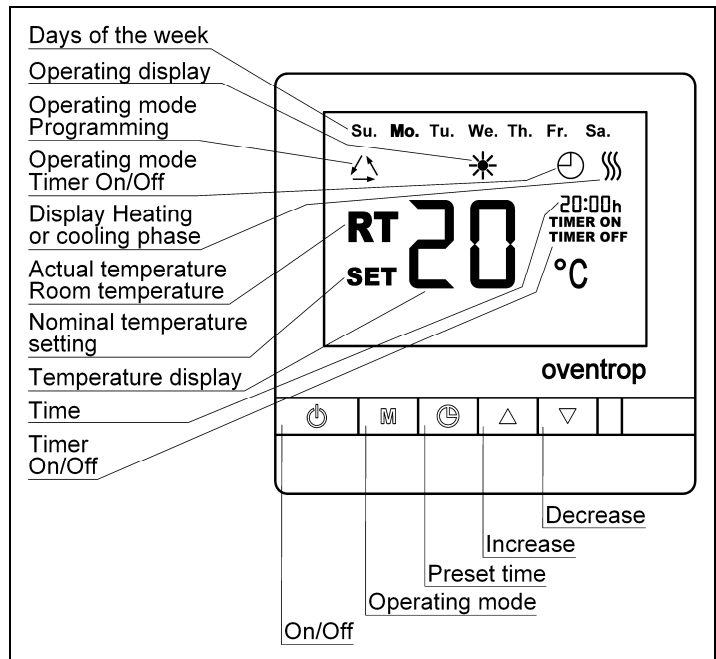 Days of the week
Operating display
Operating mode
Programming
Operating mode
Timer On/Off
Display Heating
or cooling phase
Actual temperature
Room temperature
Nominal temperature
setting
Temperature display
Time
Timer
On/Off
Su. Mo. Tu. We. Th. Fr. Sa.
20:00h
TIMER ON
TIMER OFF
RT 20
SET °C
oventrop
M
Decrease
Increase
Preset time
Operating mode
On/Off